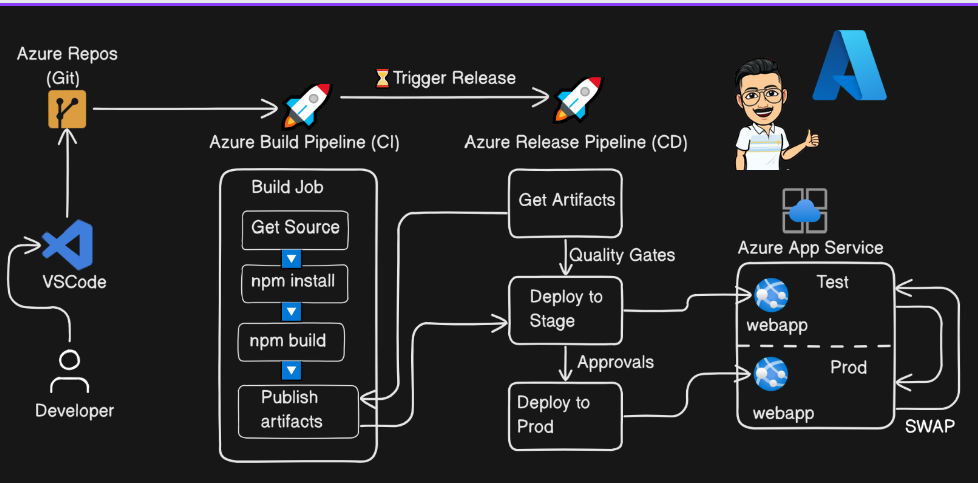 Azure Repos
(Git)
⏳Trigger Release
Azure Build Pipeline (CI)
Azure Release Pipeline (CD)
Build Job
Get Source
npm install
npm build
Publish
artifacts
Get Artifacts
Quality Gates
Deploy to
Stage
Approvals
Deploy to
Prod
Azure App Service
Test
webapp
Prod
webapp
SWAP
VSCode
Developer